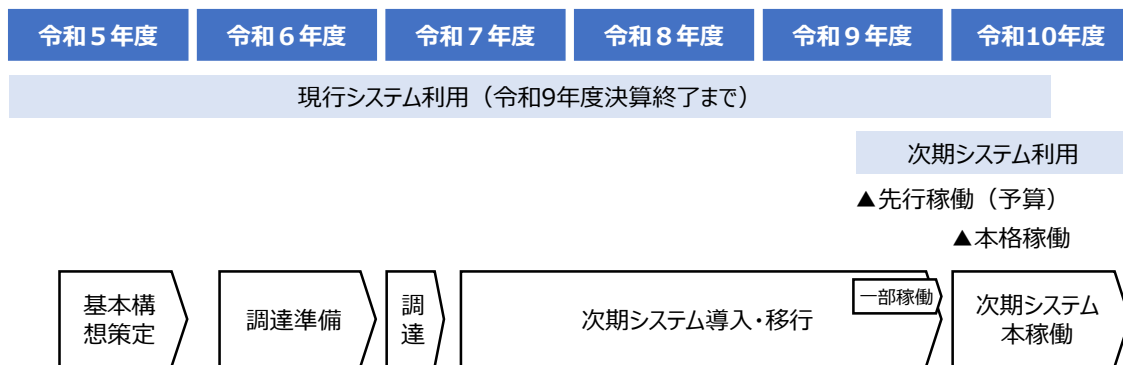 令和５年度
令和６年度
令和７年度
令和８年度
令和９年度
令和10年度
現行システム利用（令和9年度決算終了まで）
次期システム利用
▲先行稼働（予算）
▲本格稼働
基本構
想策定
調達準備
調
達
次期システム導入・移行
一部稼働
次期システム
本稼働